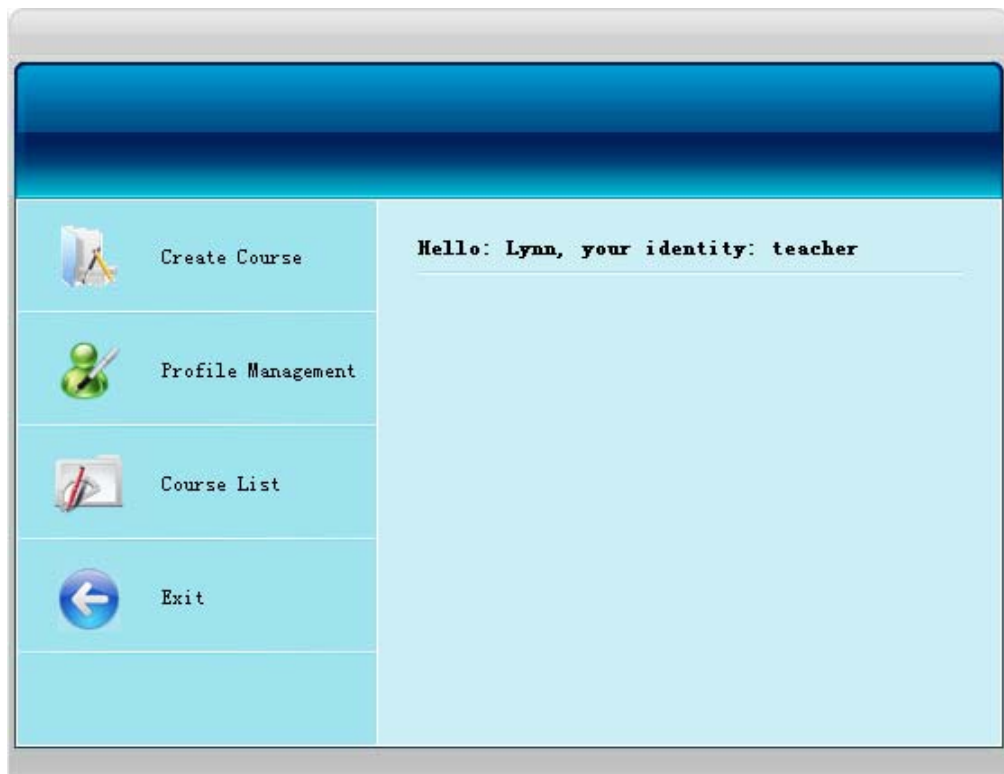 Create Course
Hello: Lynn, your identity: teacher
Profile Management
Course List
Exit